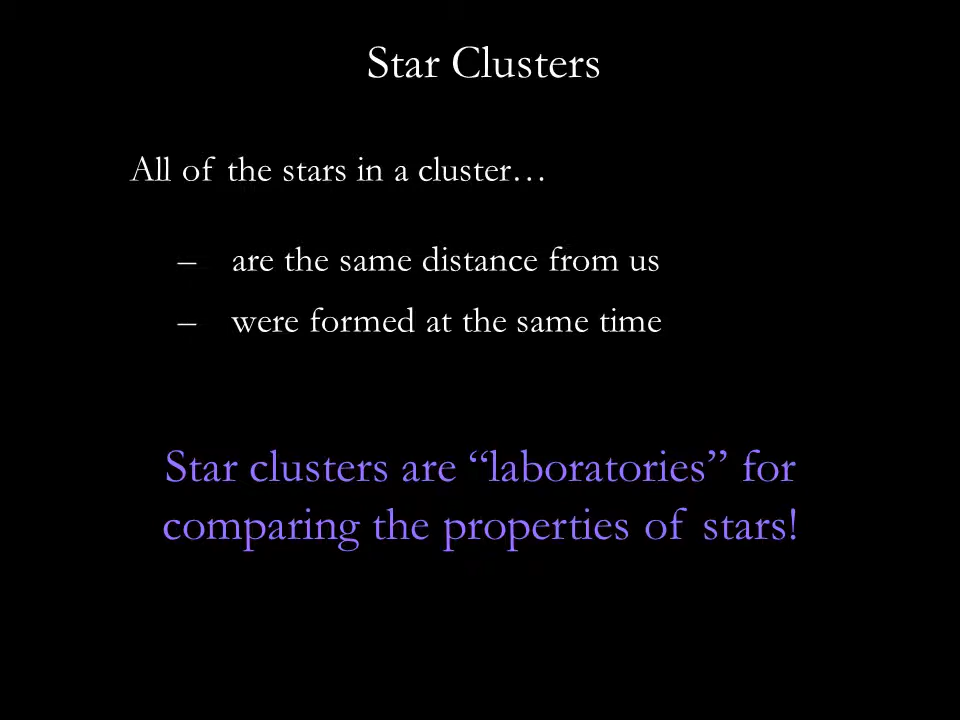 Star Clusters
All of the stars in a cluster…
– are the same distance from us
– were formed at the same time
Star clusters are “laboratories” for
comparing the properties of stars!